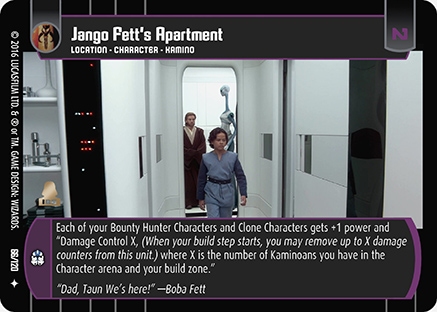 Jango Fett's Apartment
LOCATION - CHARACTER - KAMINO
N
© 2016 LUCASFILM LTD. & ® or TM. GAME DESIGN: WIZARDS.
Each of your Bounty Hunter Characters and Clone Characters gets +1 power and
"Damage Control X, (When your build step starts, you may remove up to X damage
counters from this unit.) where X is the number of Kaminoans you have in the
Character arena and your build zone."
"Dad, Taun We's here!" —Boba Fett